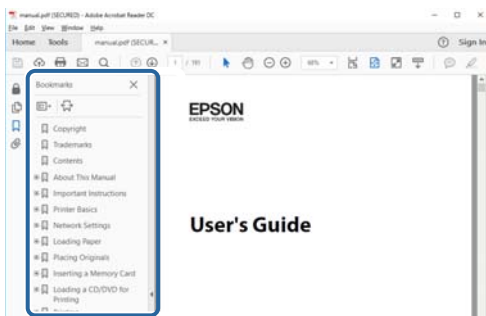 manual.pdf (SECURED) - Adobe Acrobat Reader DC
File Edit View Window Help
Home Tools manual.pdf (SECUR... × Sign In
1 / 191
Bookmarks
Copyright
Trademarks
Contents
About This Manual
Important Instructions
Printer Basics
Network Settings
Loading Paper
Placing Originals
Inserting a Memory Card
Loading a CD/DVD for
Printing
EPSON
EXCEED YOUR VISION
User's Guide